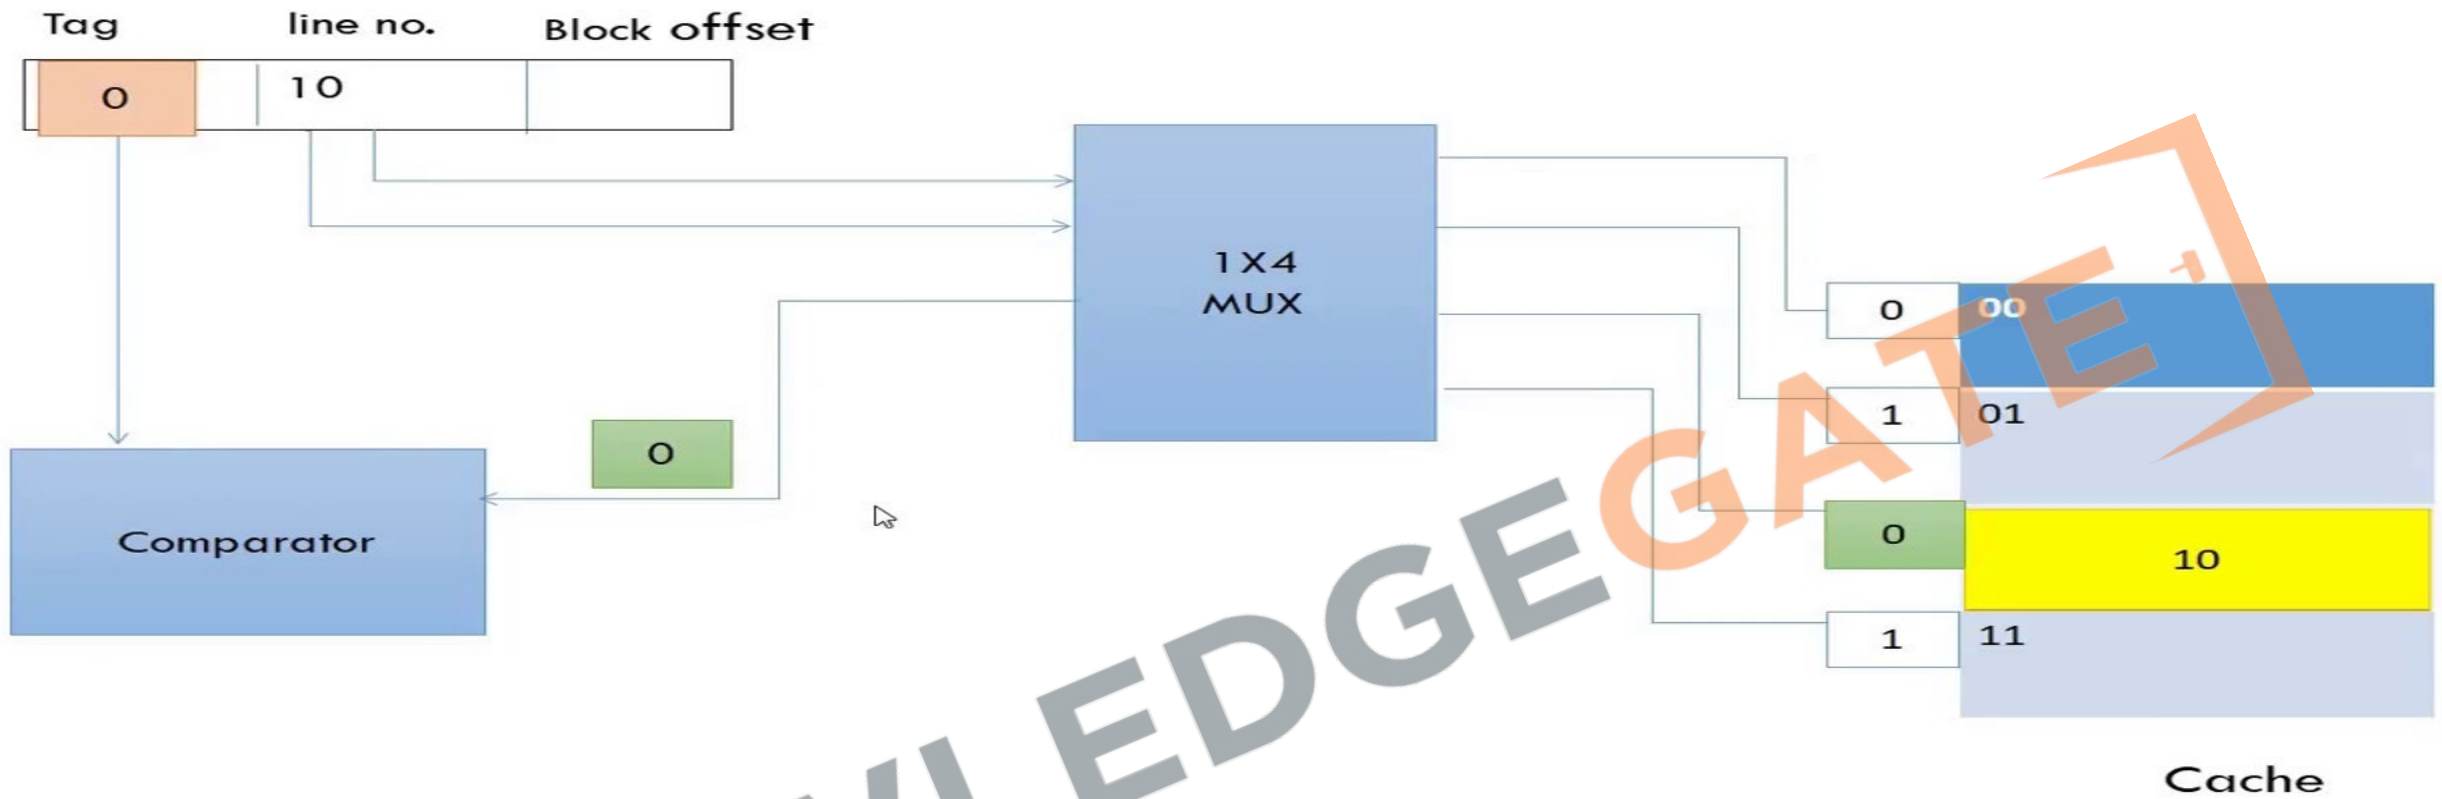 Tag line no. Block offset
0 10
1X4
MUX
0 00
1 01
0
0 10
Comparator
1 11
LEDGEGATE
Cache